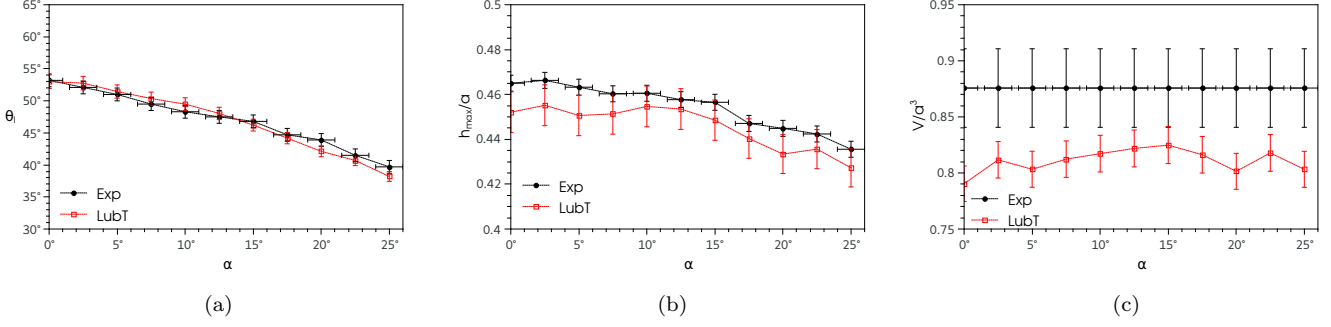 65°
60°
55°
50°
45°
40°
35°
30°
θ
Exp
LubT
0° 5° 10° 15° 20° 25°
α
(a)
0.5
0.48
0.46
0.44
0.42
0.4
h_max/a
Exp
LubT
0° 5° 10° 15° 20° 25°
α
(b)
0.95
0.9
0.85
0.8
0.75
V/a³
Exp
LubT
0° 5° 10° 15° 20° 25°
α
(c)